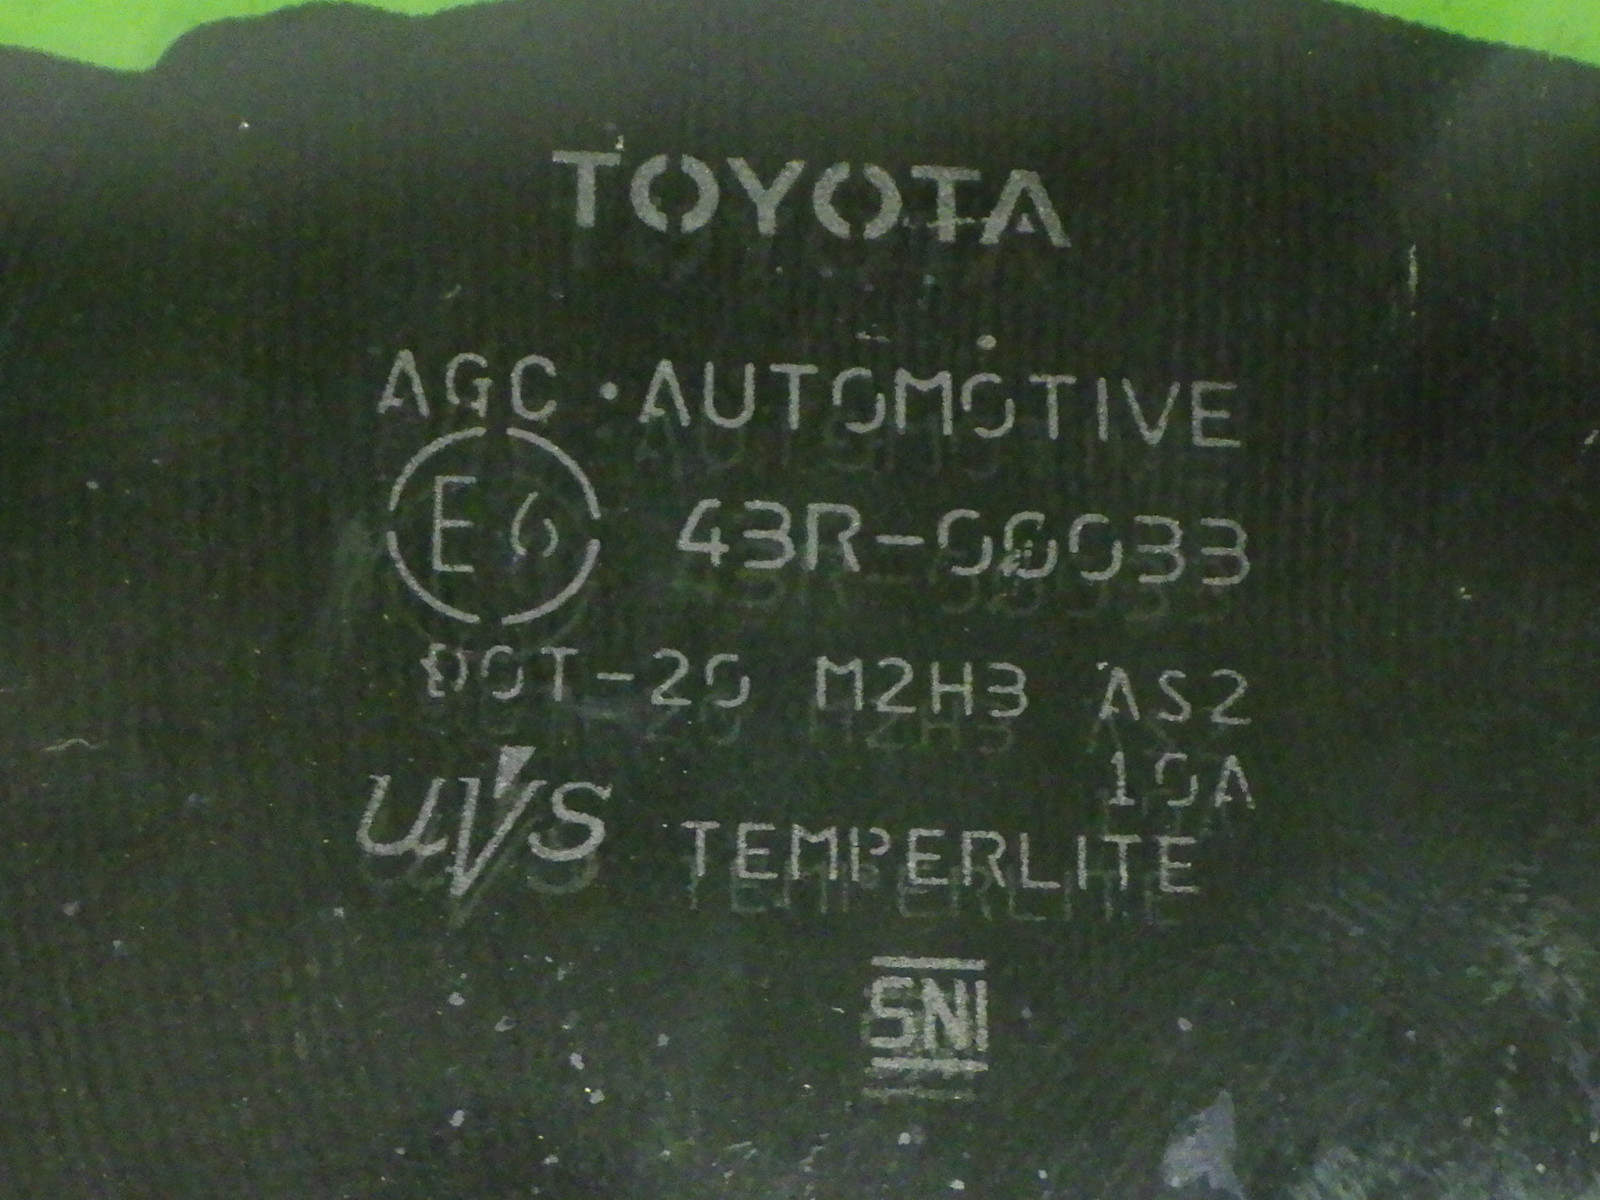 TOYOTA
AGC • AUTOMOTIVE
E6 43R-00033
DOT-20 M2H3 AS2
10A
UVS TEMPERLITE
SNI